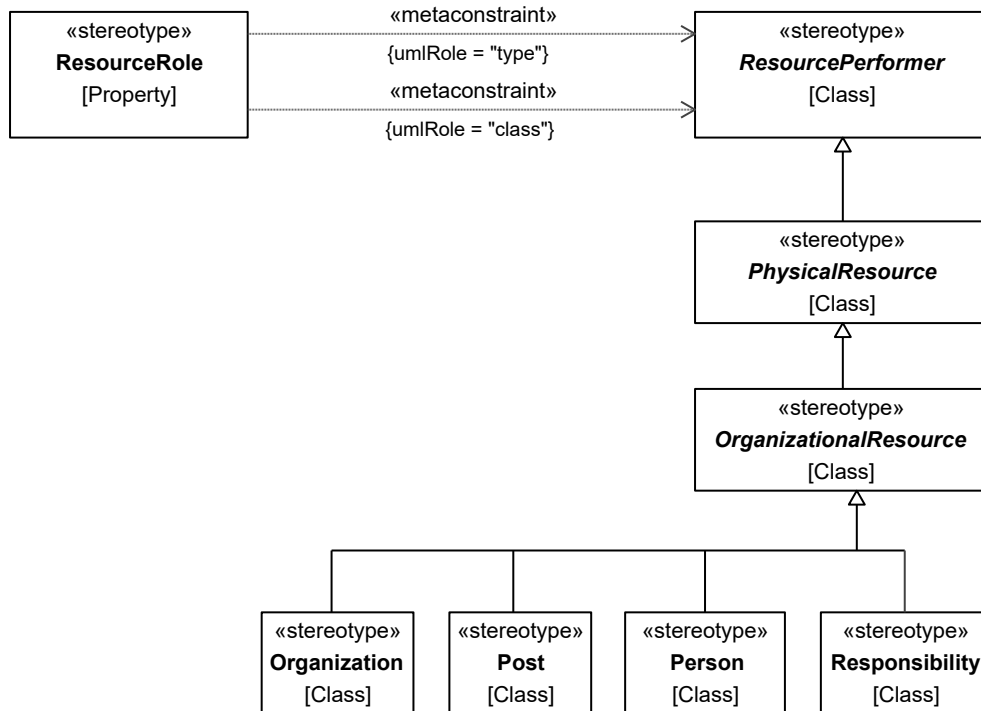 «stereotype»
ResourceRole
[Property]
«metaconstraint»
{umlRole = "type"}
«metaconstraint»
{umlRole = "class"}
«stereotype»
ResourcePerformer
[Class]
«stereotype»
PhysicalResource
[Class]
«stereotype»
OrganizationalResource
[Class]
«stereotype»
Organization
[Class]
«stereotype»
Post
[Class]
«stereotype»
Person
[Class]
«stereotype»
Responsibility
[Class]